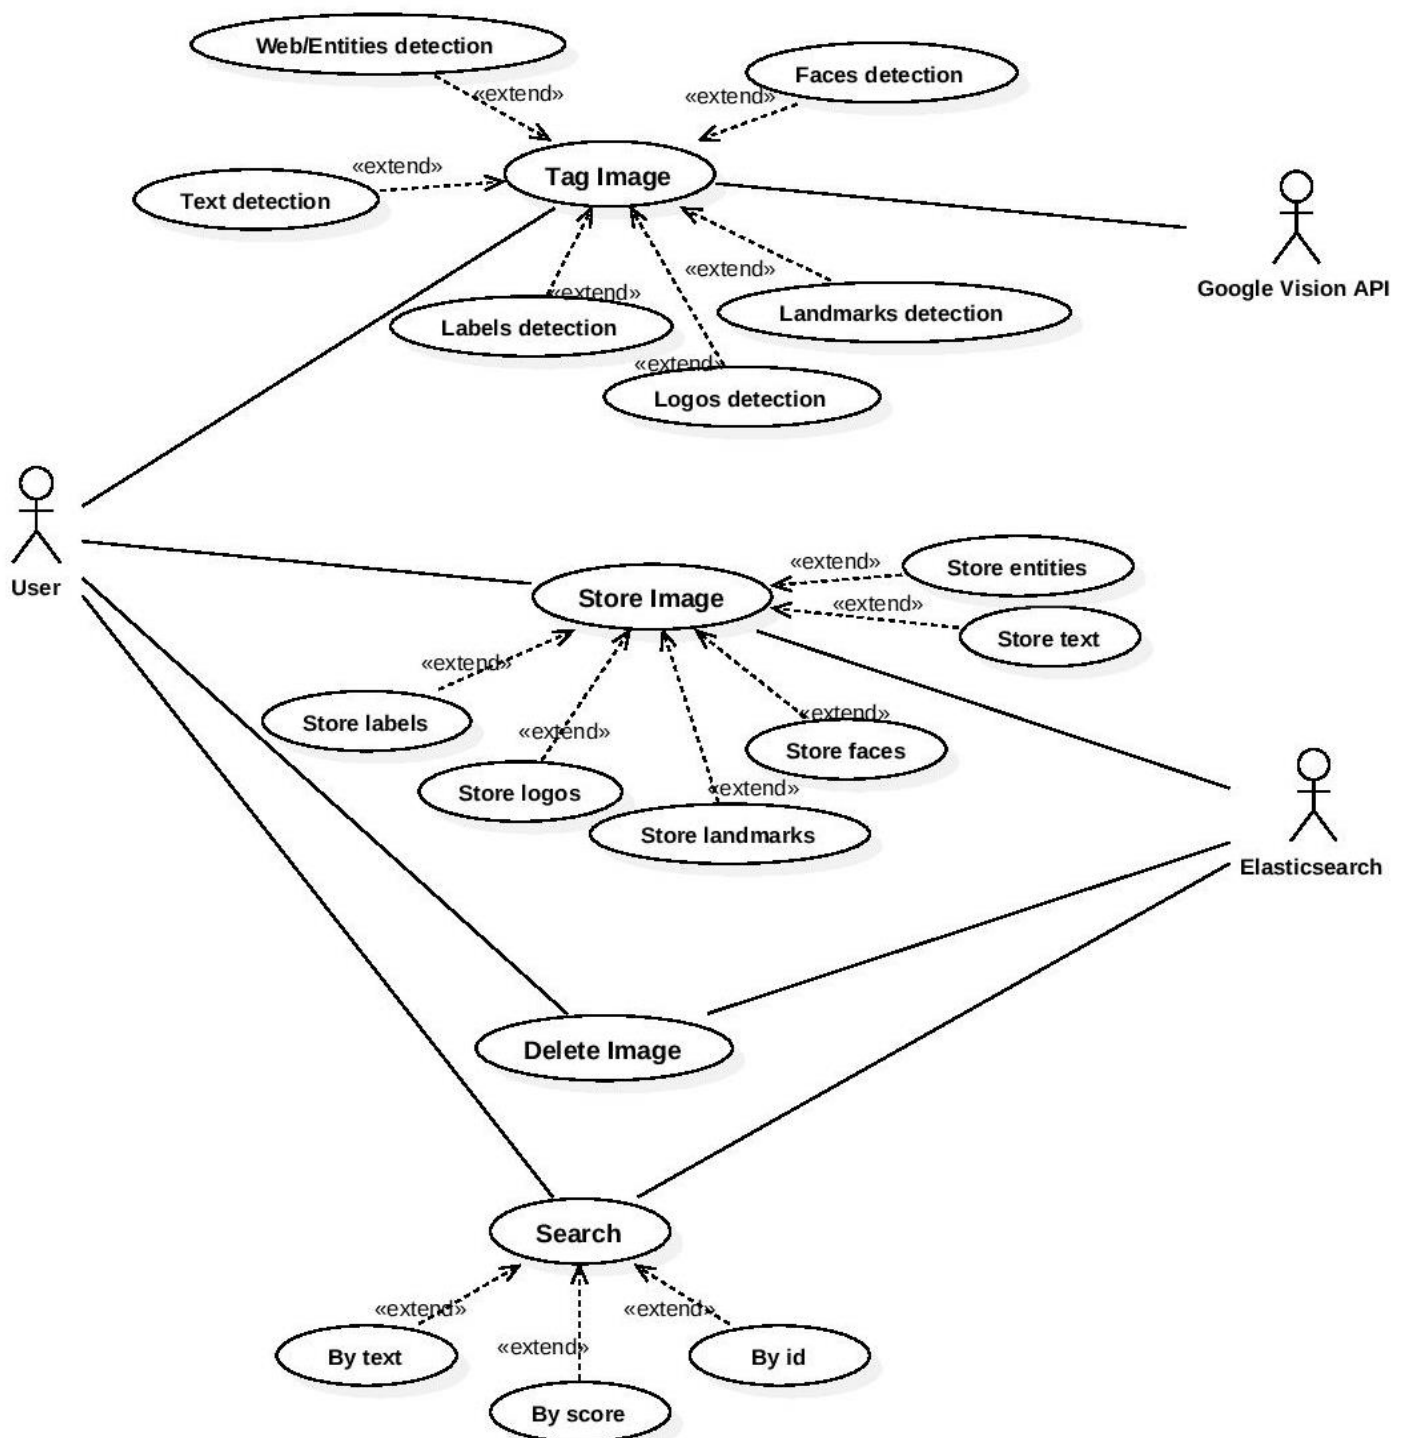 Web/Entities detection
Faces detection
«extend»
«extend»
Tag Image
«extend»
Text detection
«extend»
Google Vision API
«extend»
Labels detection
Landmarks detection
«extend»
Logos detection
User
«extend»
Store entities
Store Image
«extend»
Store text
«extend»
Store labels
«extend»
«extend»
Store faces
Store logos
«extend»
Store landmarks
Elasticsearch
Delete Image
Search
«extend»
«extend»
«extend»
By text
By id
By score